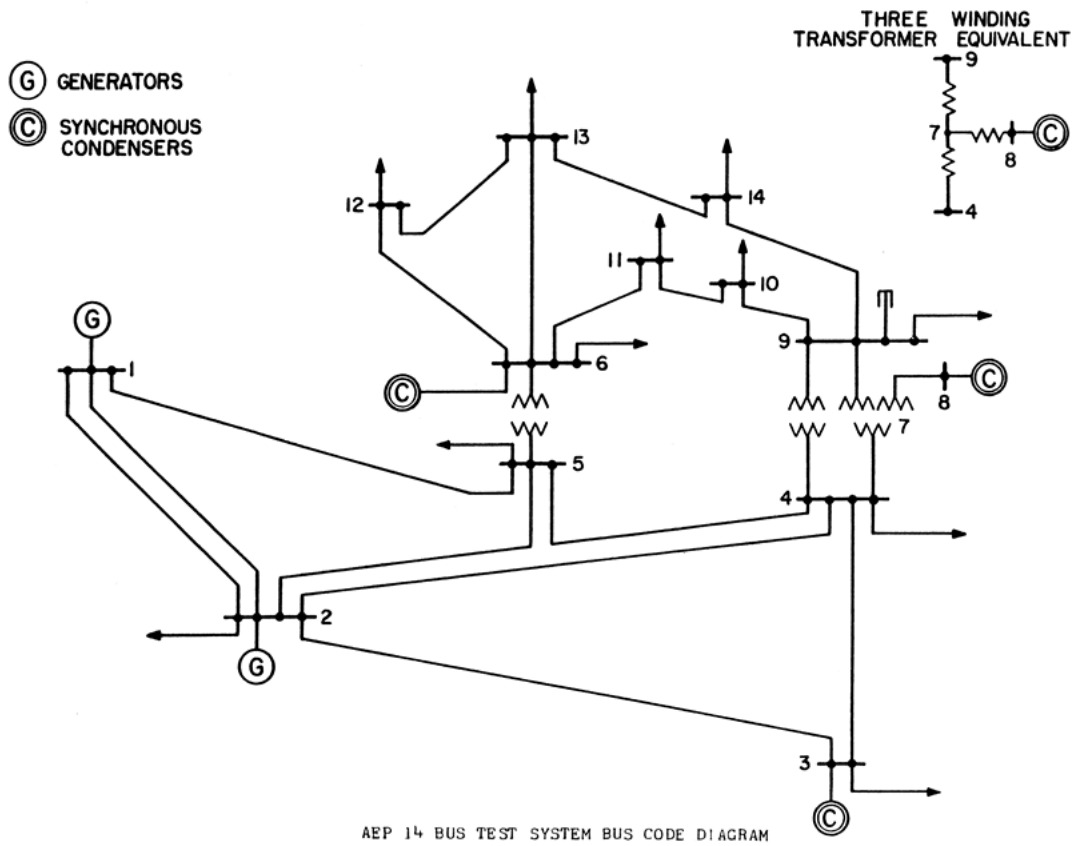 THREE WINDING
TRANSFORMER EQUIVALENT
9
7
C
8
4
G GENERATORS
C SYNCHRONOUS
CONDENSERS
13
12
14
11
10
G
1
9
6
C
8
C
7
5
4
2
G
3
C
AEP 14 BUS TEST SYSTEM BUS CODE DIAGRAM